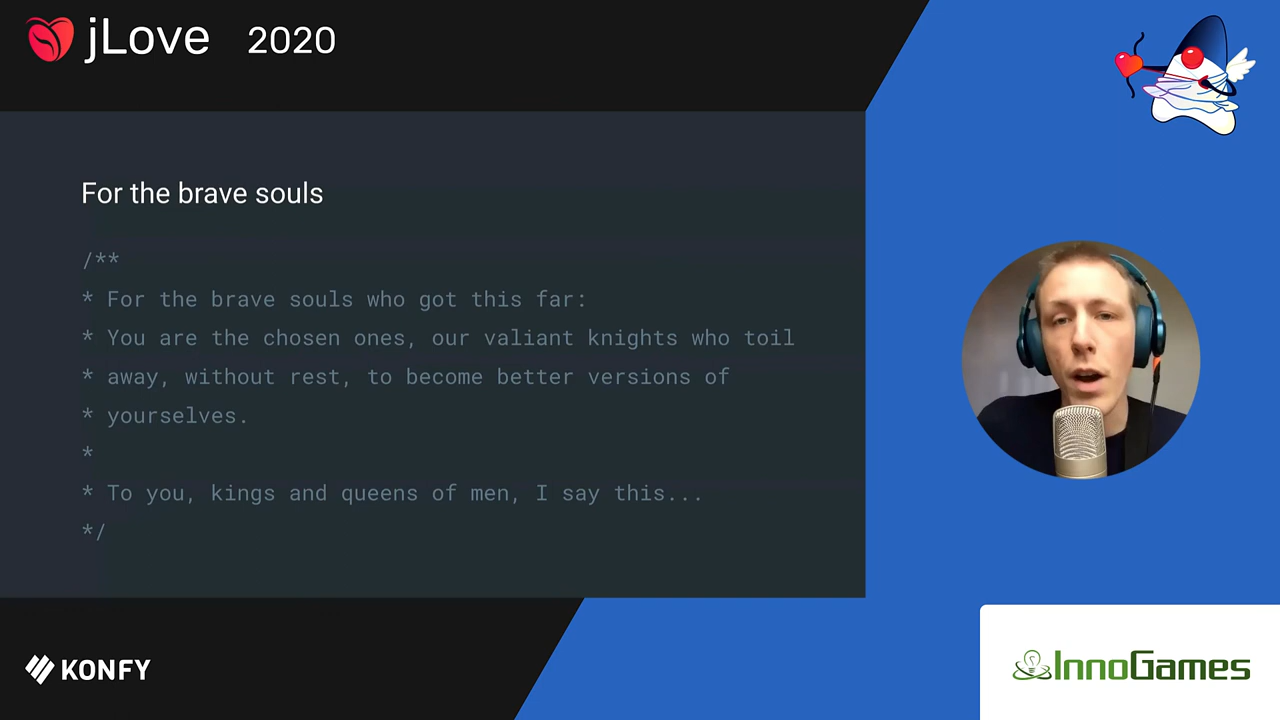 jLove 2020
For the brave souls
/**
* For the brave souls who got this far:
* You are the chosen ones, our valiant knights who toil
* away, without rest, to become better versions of
* yourselves.
*
* To you, kings and queens of men, I say this...
*/
KONFY
InnoGames